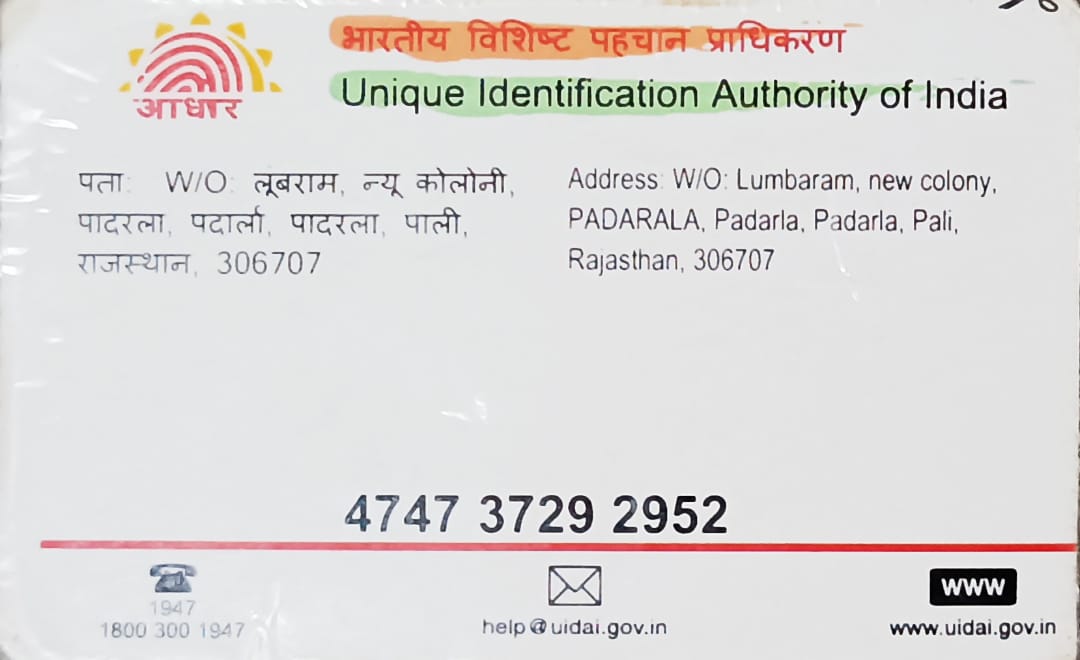 आधार
भारतीय विशिष्ट पहचान प्राधिकरण
Unique Identification Authority of India
पता: W/O: लूबराम, न्यू कोलोनी,
पादरला, पदार्ला, पादरला, पाली,
राजस्थान, 306707
Address: W/O: Lumbaram, new colony,
PADARALA, Padarla, Padarla, Pali,
Rajasthan, 306707
4747 3729 2952
1947
1800 300 1947
help@uidai.gov.in
www
www.uidai.gov.in